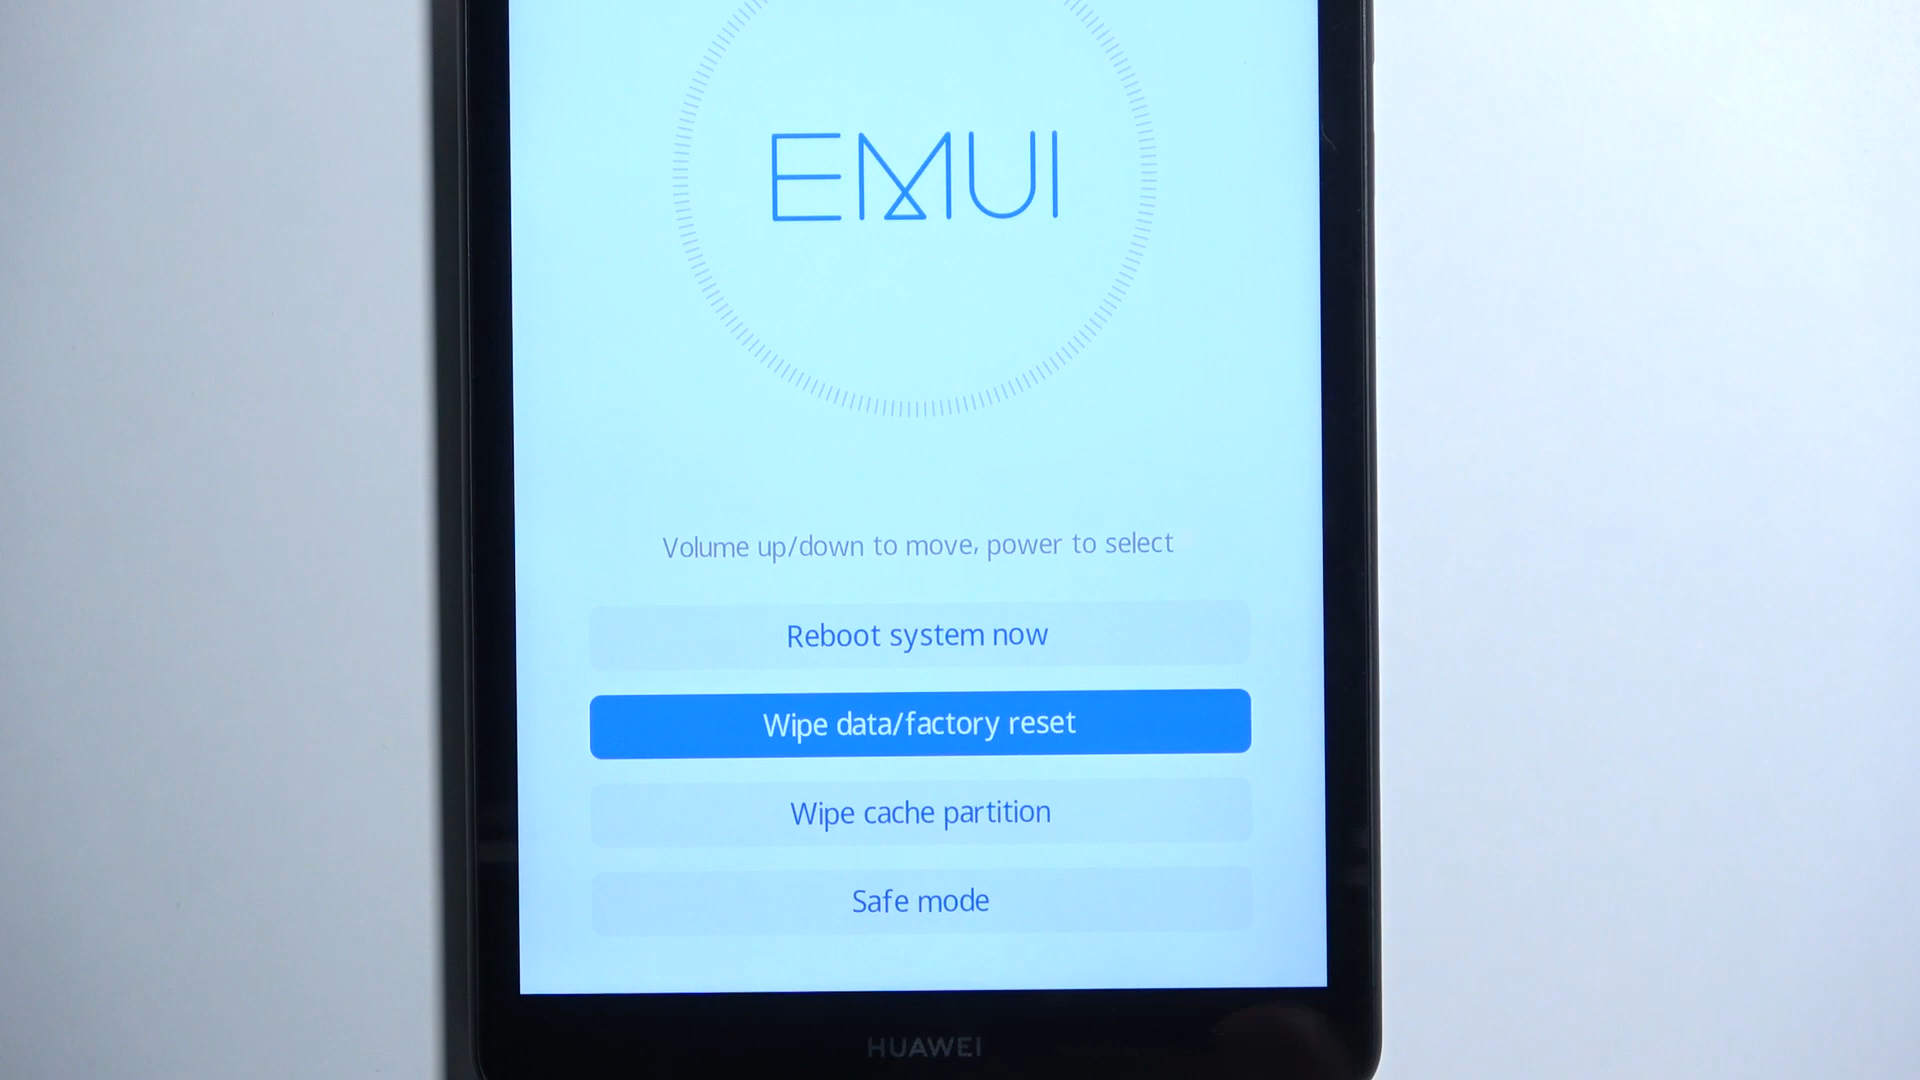 EMUI
Volume up/down to move, power to select
Reboot system now
Wipe data/factory reset
Wipe cache partition
Safe mode
HUAWEI